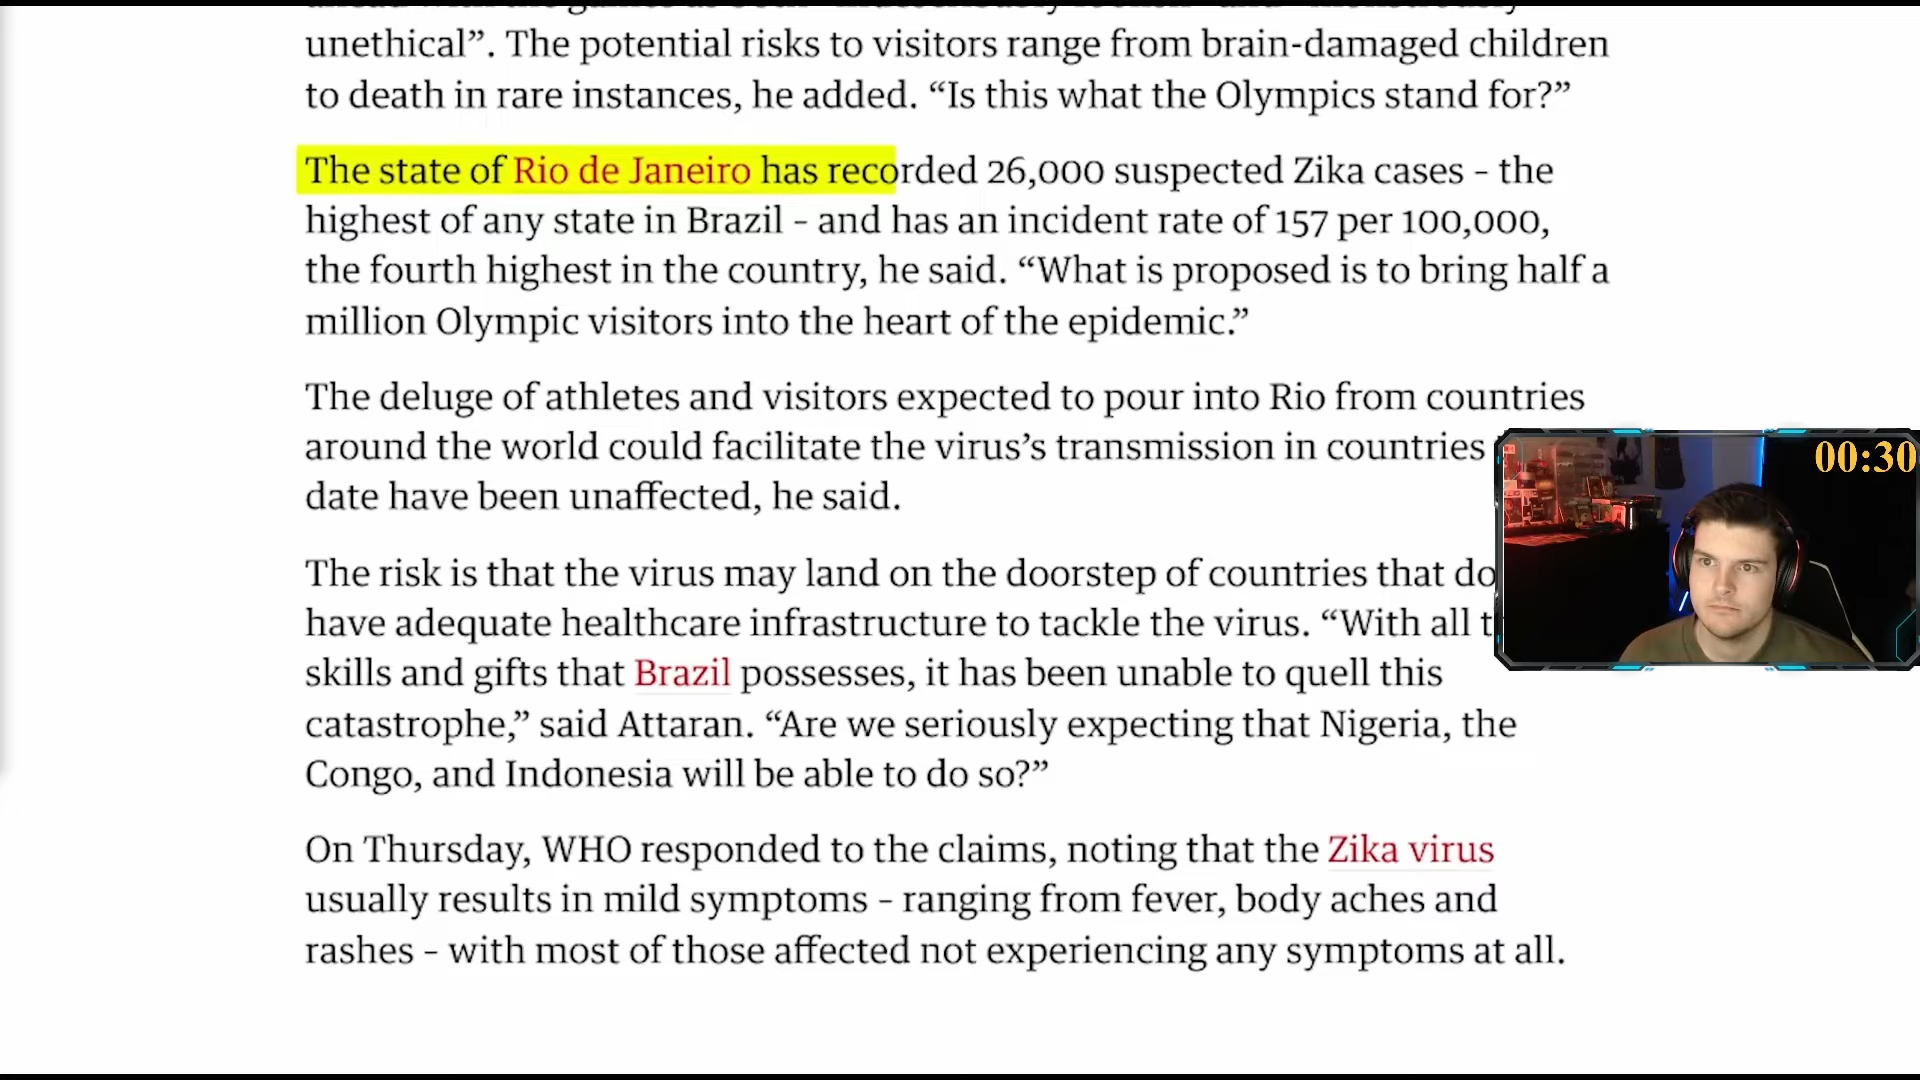 unethical”. The potential risks to visitors range from brain-damaged children
to death in rare instances, he added. “Is this what the Olympics stand for?”
The state of Rio de Janeiro has recorded 26,000 suspected Zika cases – the
highest of any state in Brazil – and has an incident rate of 157 per 100,000,
the fourth highest in the country, he said. “What is proposed is to bring half a
million Olympic visitors into the heart of the epidemic.”
The deluge of athletes and visitors expected to pour into Rio from countries
around the world could facilitate the virus’s transmission in countries
date have been unaffected, he said.
00:30
The risk is that the virus may land on the doorstep of countries that do
have adequate healthcare infrastructure to tackle the virus. “With all
skills and gifts that Brazil possesses, it has been unable to quell this
catastrophe,” said Attaran. “Are we seriously expecting that Nigeria, the
Congo, and Indonesia will be able to do so?”
On Thursday, WHO responded to the claims, noting that the Zika virus
usually results in mild symptoms – ranging from fever, body aches and
rashes – with most of those affected not experiencing any symptoms at all.